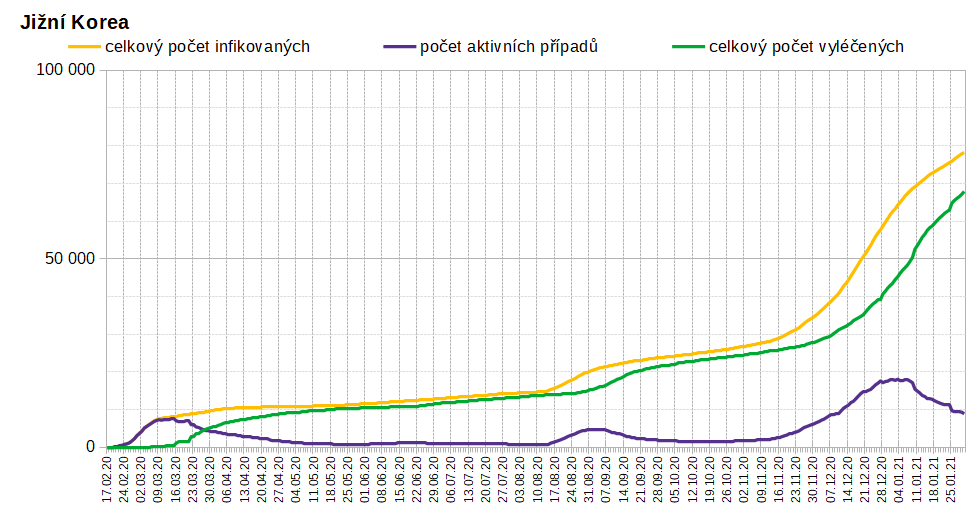 Jižní Korea
celkový počet infikovaných počet aktivních případů celkový počet vyléčených
100 000
50 000
0
17.02.20 24.02.20 02.03.20 09.03.20 16.03.20 23.03.20 30.03.20 06.04.20 13.04.20 20.04.20 27.04.20 04.05.20 11.05.20 18.05.20 25.05.20 01.06.20 08.06.20 15.06.20 22.06.20 29.06.20 06.07.20 13.07.20 20.07.20 27.07.20 03.08.20 10.08.20 17.08.20 24.08.20 31.08.20 07.09.20 14.09.20 21.09.20 28.09.20 05.10.20 12.10.20 19.10.20 26.10.20 02.11.20 09.11.20 16.11.20 23.11.20 30.11.20 07.12.20 14.12.20 21.12.20 28.12.20 04.01.21 11.01.21 18.01.21 25.01.21